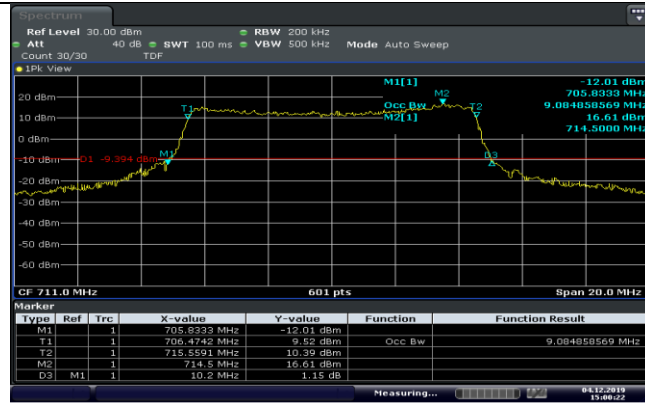 Spectrum
Ref Level 30.00 dBm RBW 200 kHz
Att 40 dB SWT 100 ms VBW 500 kHz Mode Auto Sweep
Count 30/30 TDF
1Pk View
M1[1] -12.01 dBm
705.8333 MHz
Occ Bw 9.084858569 MHz
M2[1] 16.61 dBm
714.5000 MHz
M2
T1
T2
20 dBm
10 dBm
0 dBm
-10 dBm
D1 -9.394 dBm
M1
D3
-20 dBm
-30 dBm
-40 dBm
-50 dBm
-60 dBm
CF 711.0 MHz 601 pts Span 20.0 MHz
Marker
Type Ref Trc X-value Y-value Function Function Result
M1 1 705.8333 MHz -12.01 dBm
T1 1 706.4742 MHz 9.52 dBm Occ Bw 9.084858569 MHz
T2 1 715.5591 MHz 10.39 dBm
M2 1 714.5 MHz 16.61 dBm
D3 M1 1 10.2 MHz 1.15 dB
Measuring... 04.12.2019
15:00:22